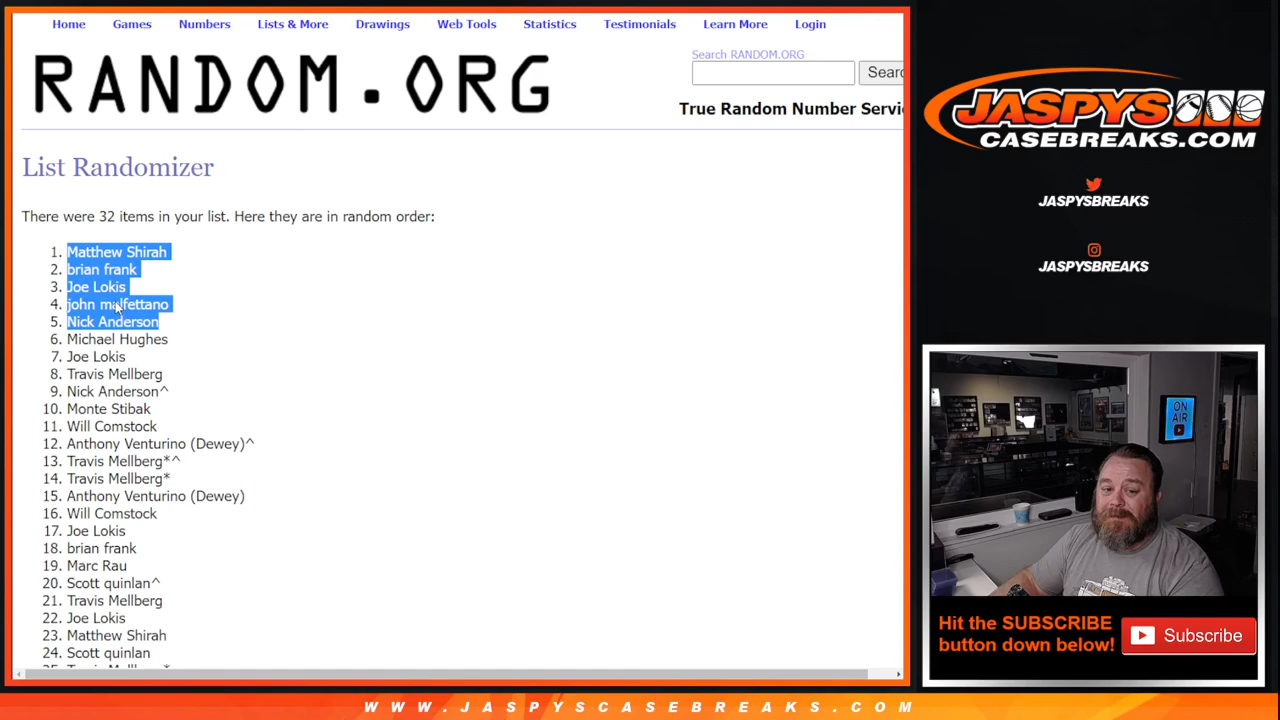 Home Games Numbers Lists & More Drawings Web Tools Statistics Testimonials Learn More Login
RANDOM.ORG
Search RANDOM.ORG
Searc
True Random Number Servi
List Randomizer
There were 32 items in your list. Here they are in random order:
1. Matthew Shirah
2. brian frank
3. Joe Lokis
4. john malfettano
5. Nick Anderson
6. Michael Hughes
7. Joe Lokis
8. Travis Mellberg
9. Nick Anderson^
10. Monte Stibak
11. Will Comstock
12. Anthony Venturino (Dewey)^
13. Travis Mellberg*^
14. Travis Mellberg*
15. Anthony Venturino (Dewey)
16. Will Comstock
17. Joe Lokis
18. brian frank
19. Marc Rau
20. Scott quinlan^
21. Travis Mellberg
22. Joe Lokis
23. Matthew Shirah
24. Scott quinlan
25. Travis Mellberg*
JASPYS
CASEBREAKS.COM
JASPYSBREAKS
JASPYSBREAKS
ON
AIR
Hit the SUBSCRIBE
button down below!
Subscribe
WWW.JASPYSCASEBREAKS.COM